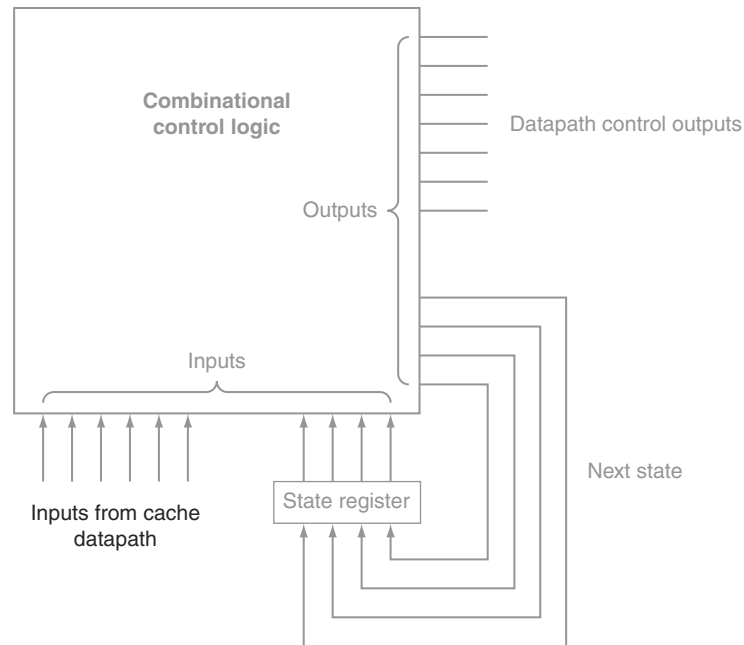 Combinational
control logic
Datapath control outputs
Outputs
Inputs
Next state
State register
Inputs from cache
datapath